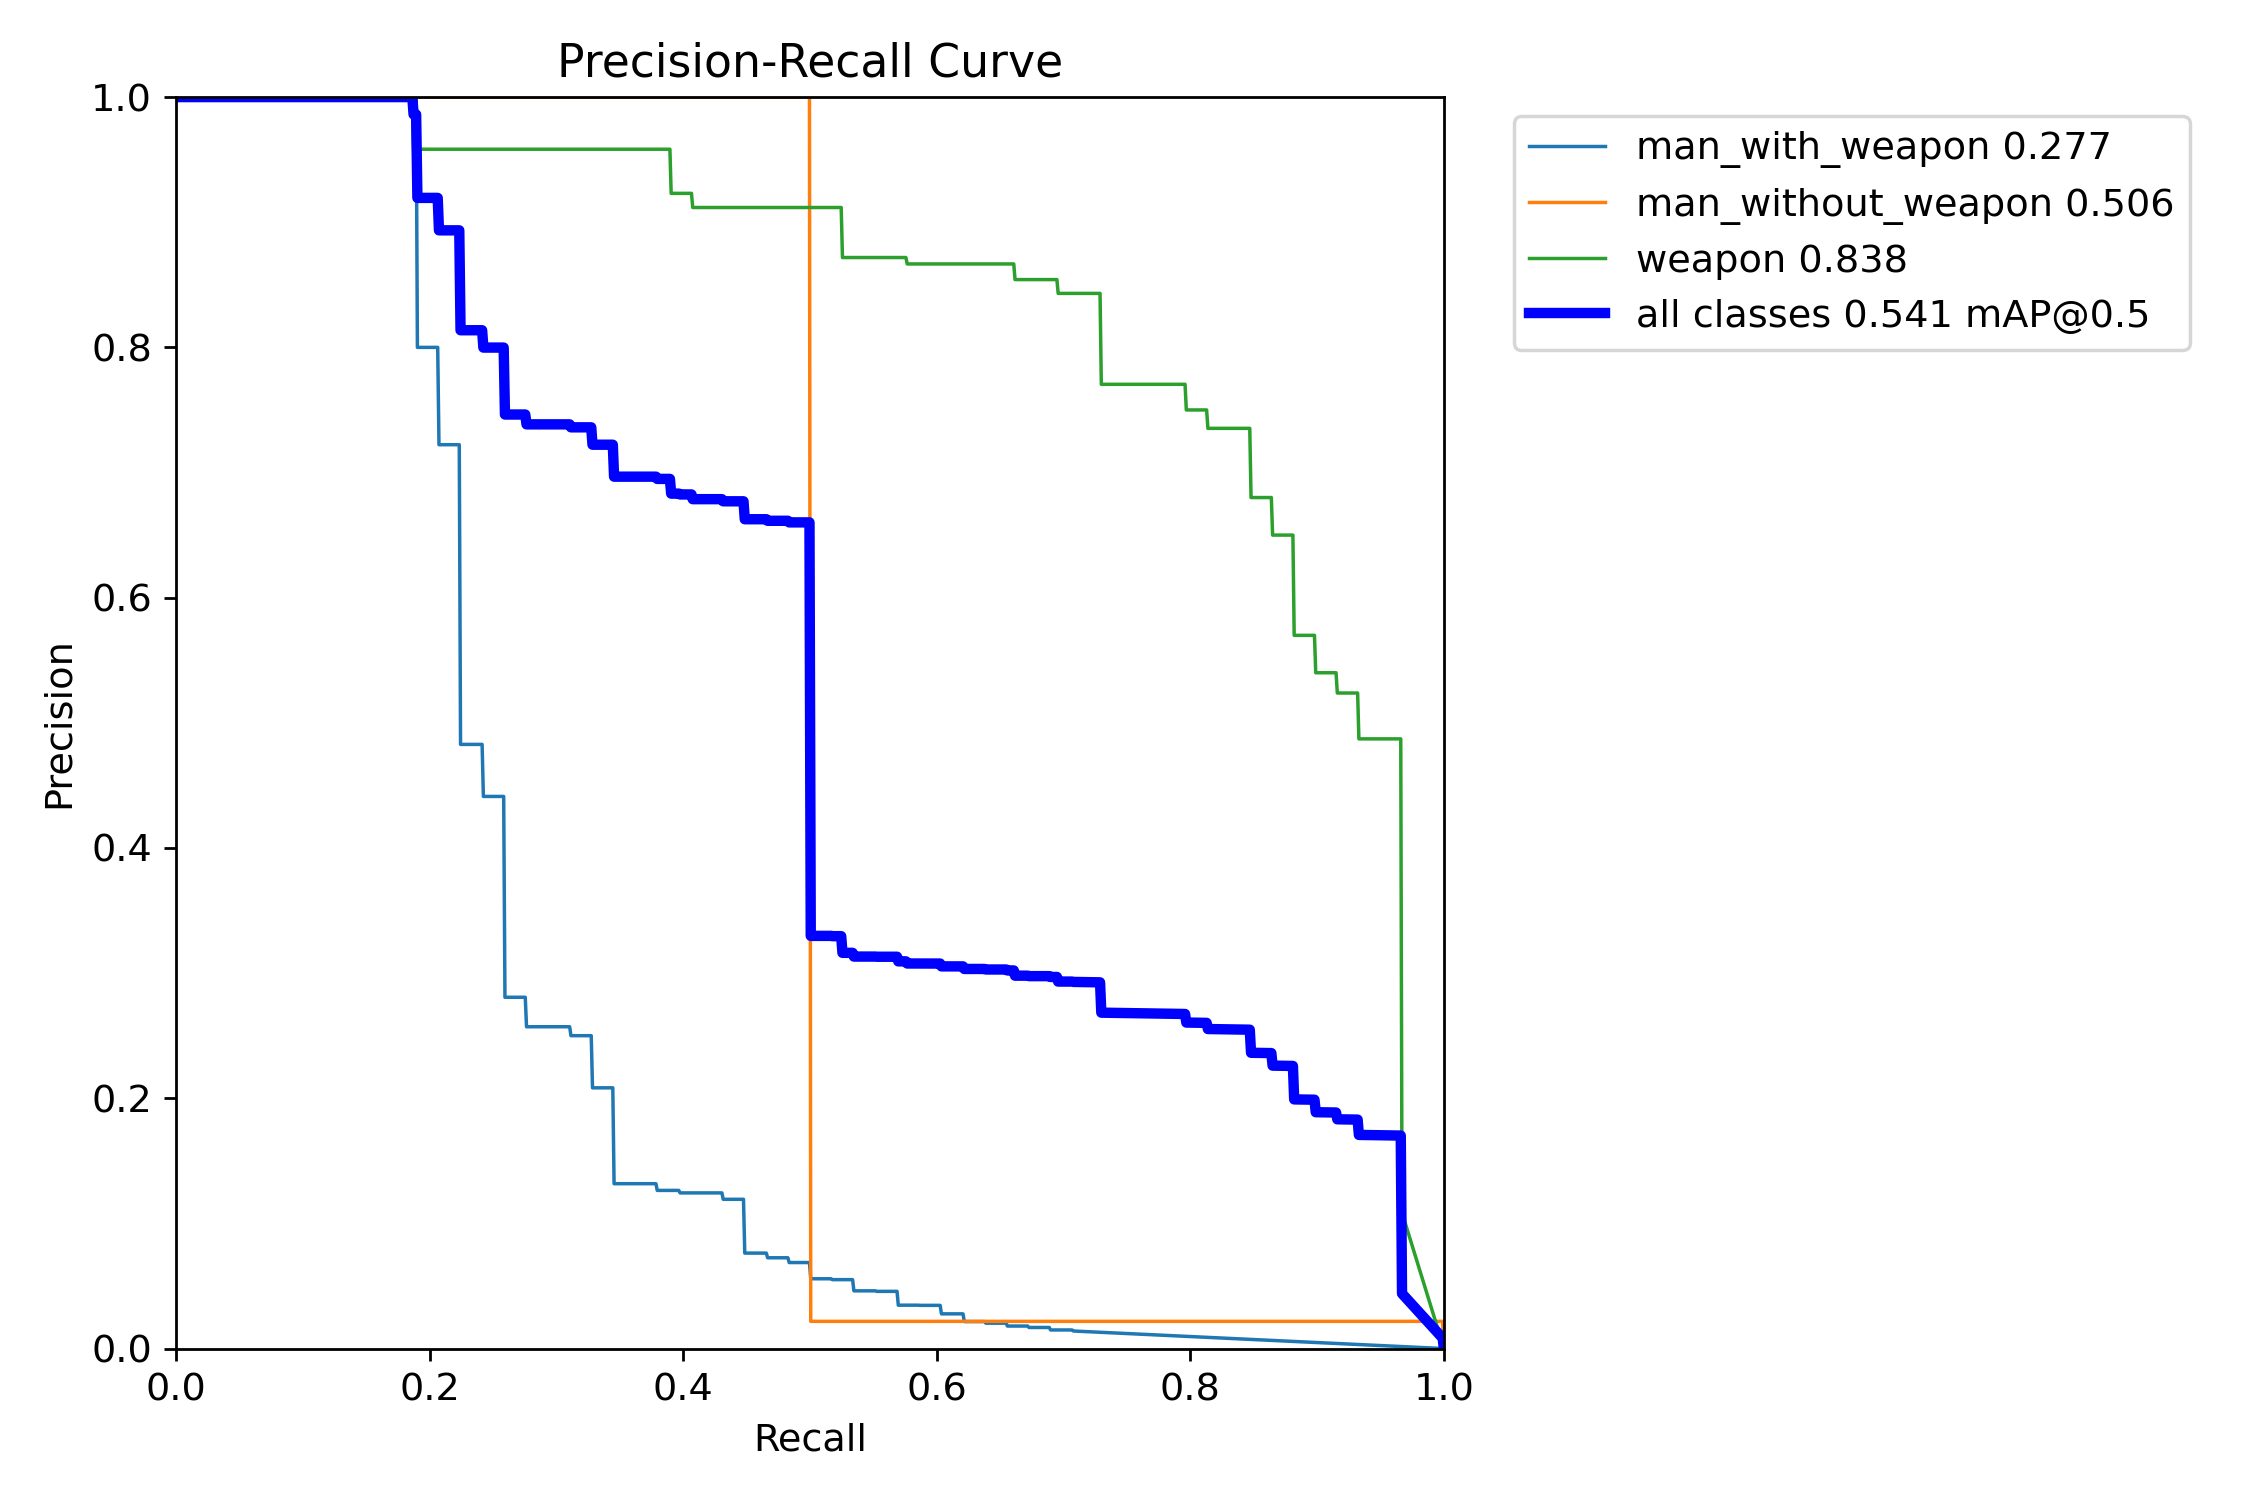 Precision-Recall Curve
1.0
0.8
0.6
0.4
0.2
0.0
Precision
0.0 0.2 0.4 0.6 0.8 1.0
Recall
man_with_weapon 0.277
man_without_weapon 0.506
weapon 0.838
all classes 0.541 mAP@0.5